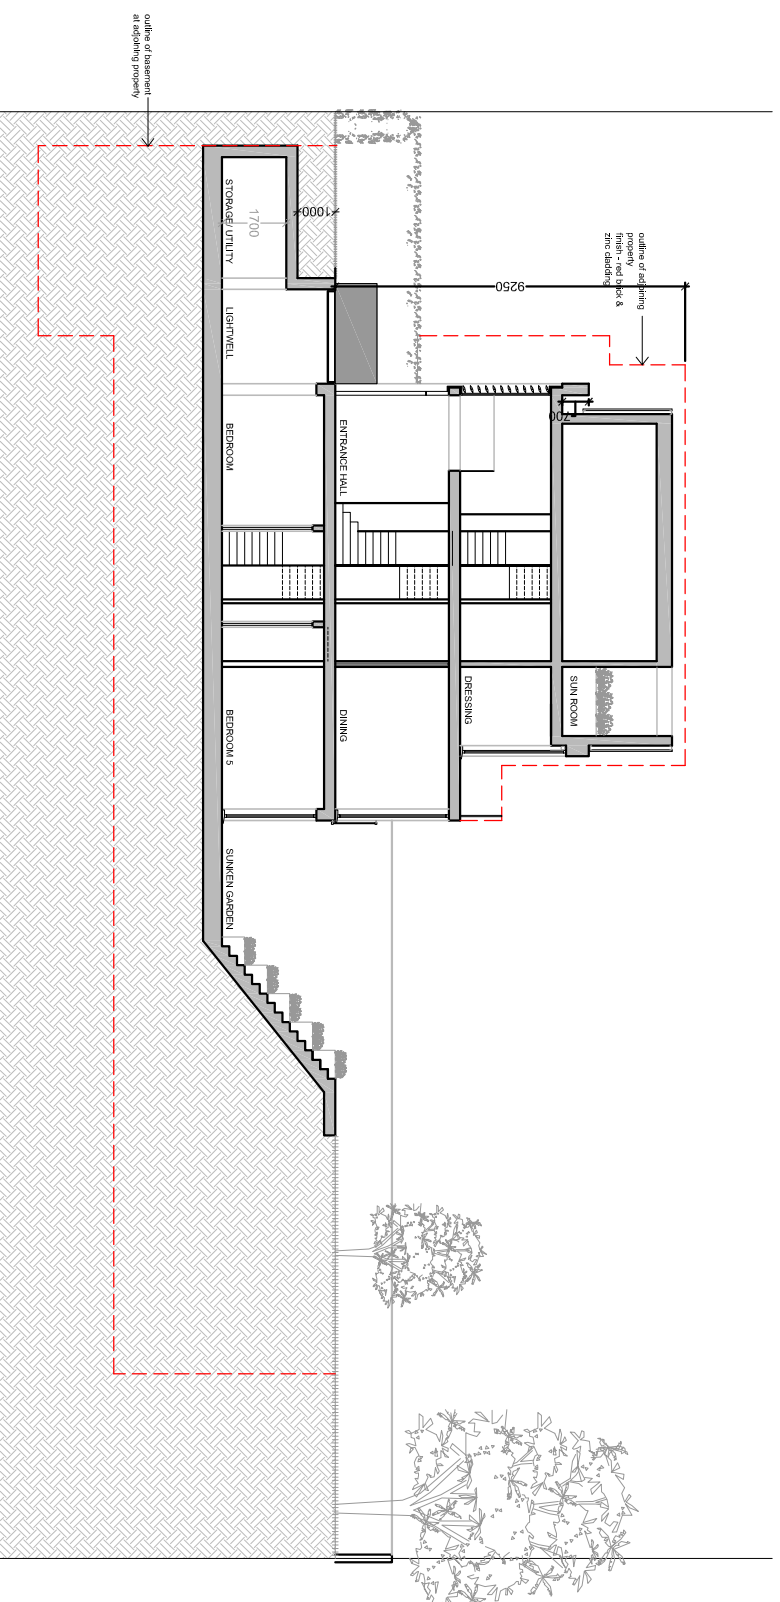 outline of basement
at adjoining property
outline of adjoining
property
finish - red brick &
zinc cladding
9250
1000
1700
700
STORAGE/ UTILITY
LIGHTWELL
BEDROOM
ENTRANCE HALL
BEDROOM 5
DINING
DRESSING
SUN ROOM
SUNKEN GARDEN